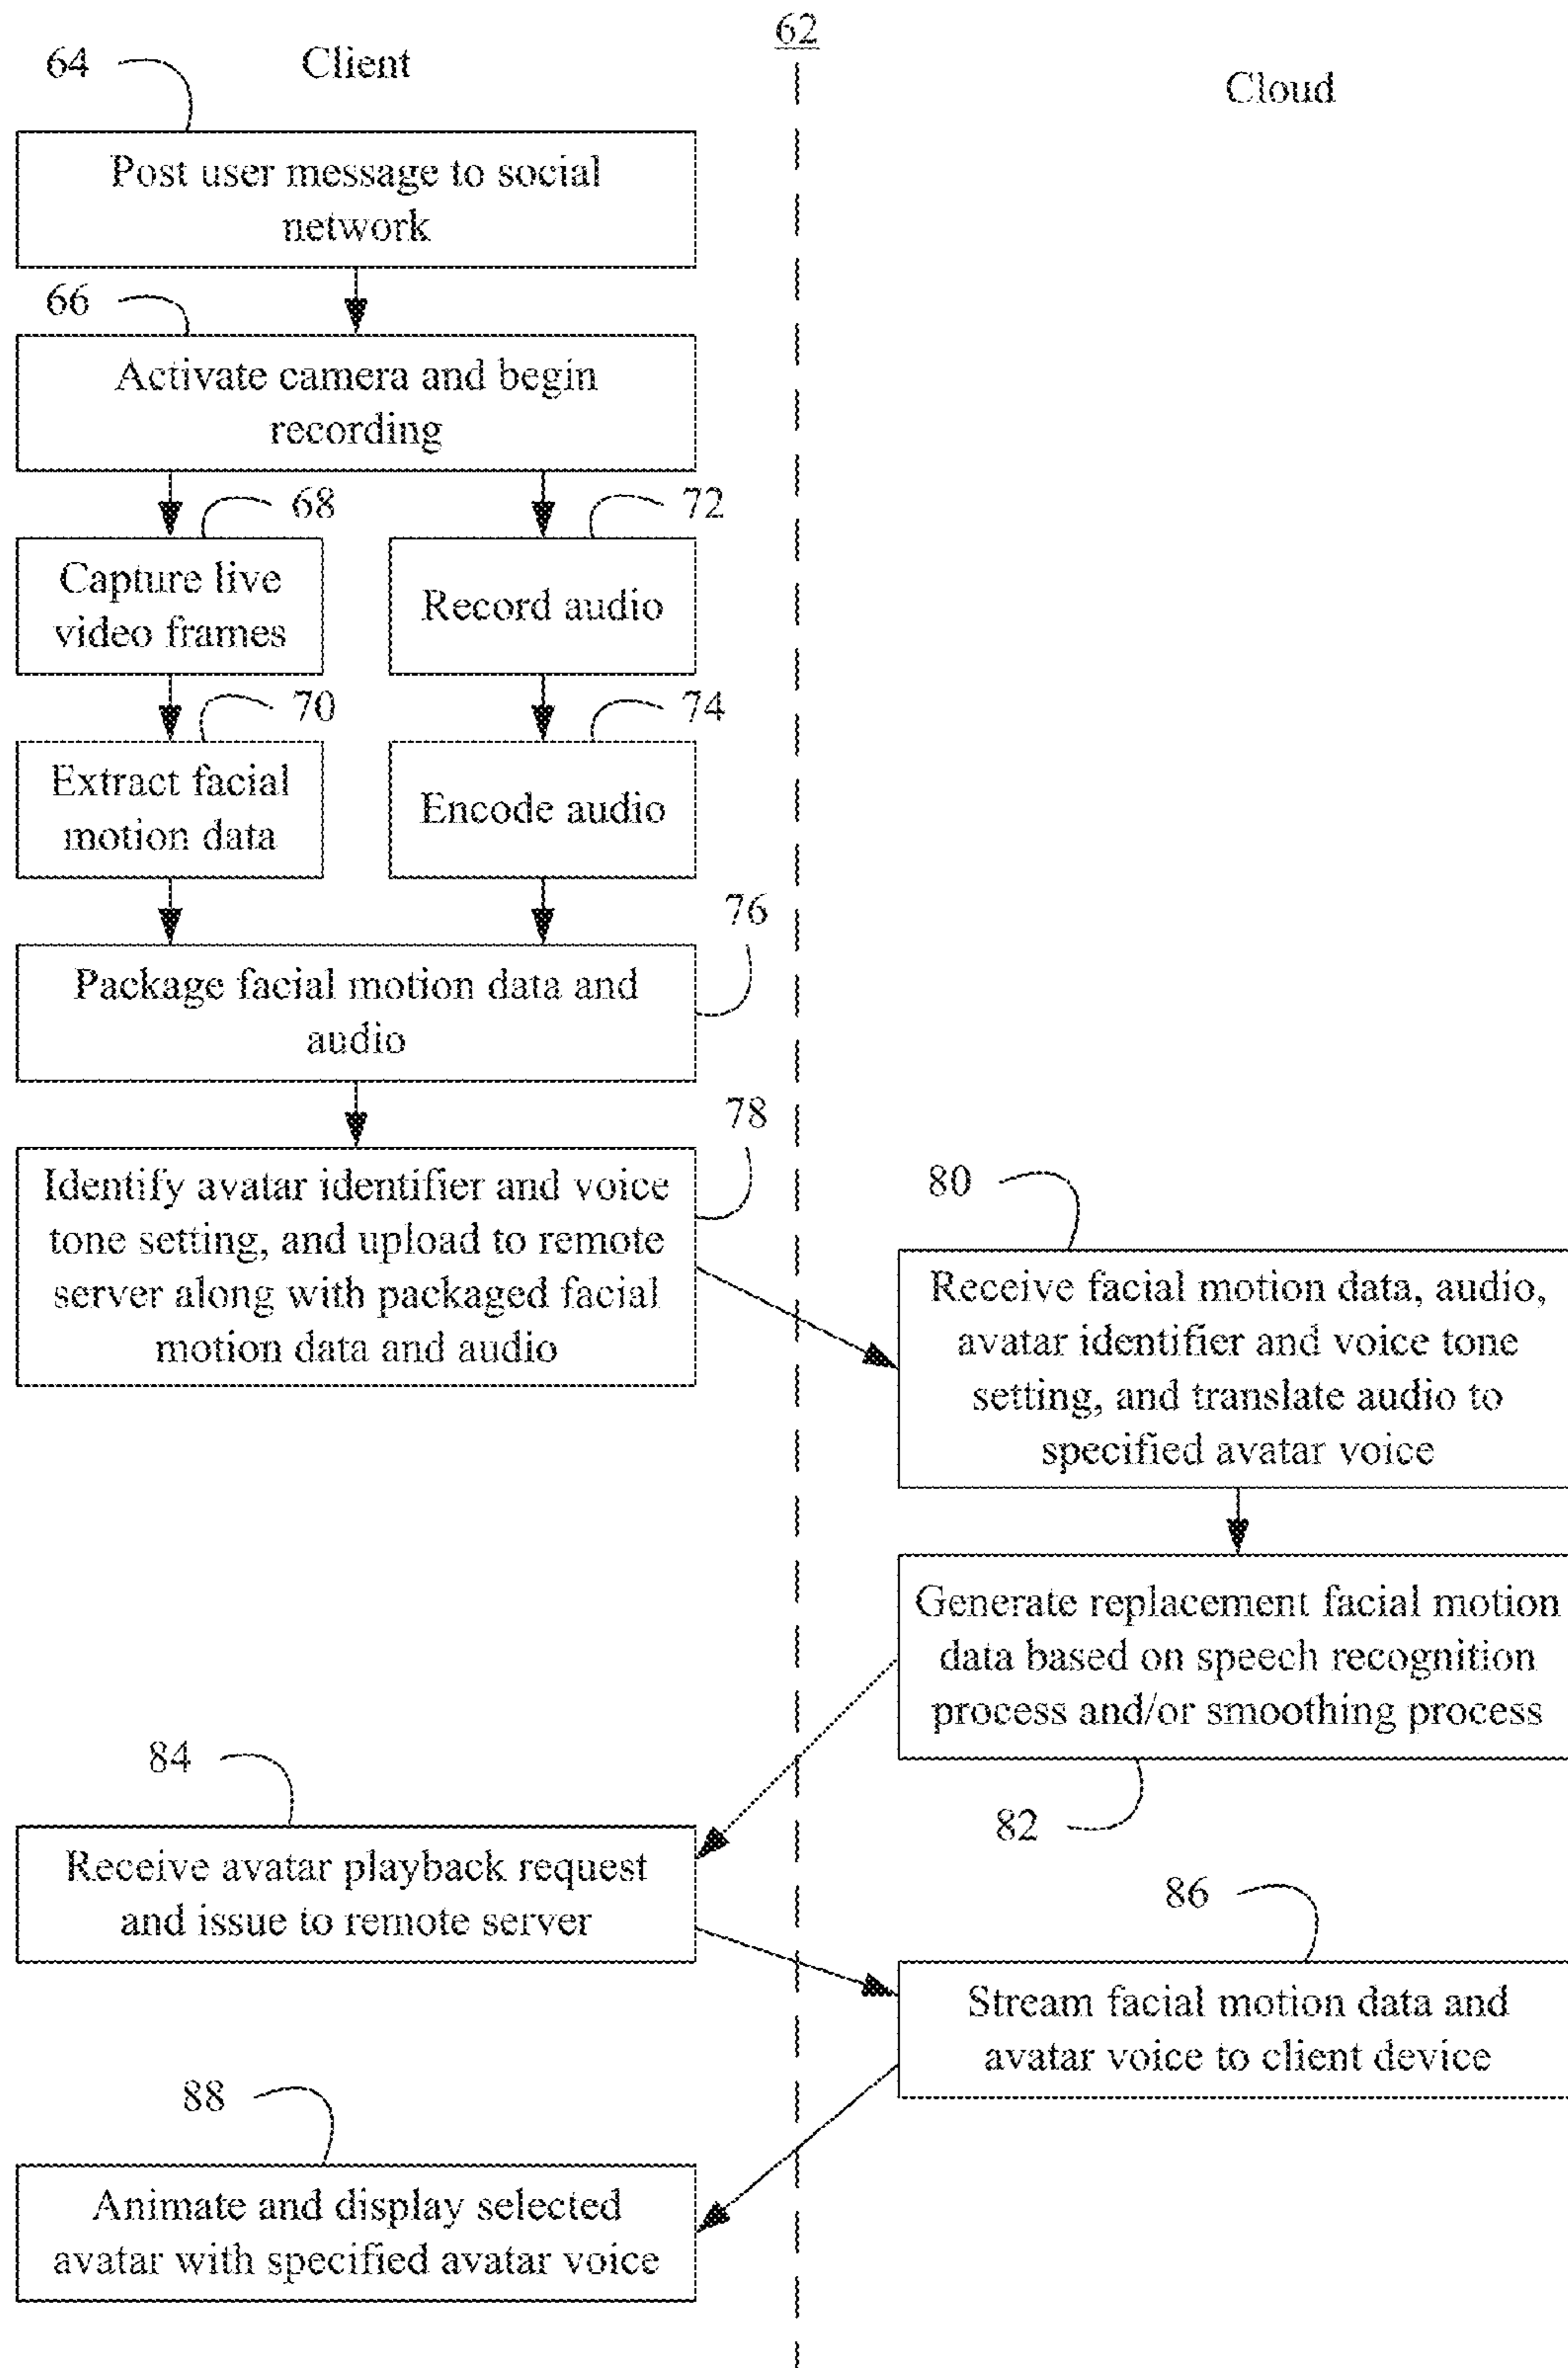 62
64
Client
Cloud
Post user message to social
network
66
Activate camera and begin
recording
68
72
Capture live
video frames
Record audio
70
74
Extract facial
motion data
Encode audio
76
Package facial motion data and
audio
78
Identify avatar identifier and voice
tone setting, and upload to remote
server along with packaged facial
motion data and audio
80
Receive facial motion data, audio,
avatar identifier and voice tone
setting, and translate audio to
specified avatar voice
Generate replacement facial motion
data based on speech recognition
process and/or smoothing process
82
84
Receive avatar playback request
and issue to remote server
86
Stream facial motion data and
avatar voice to client device
88
Animate and display selected
avatar with specified avatar voice